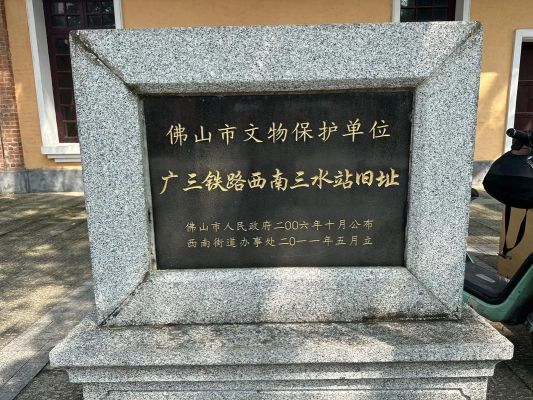 佛山市文物保护单位
广三铁路西南三水站旧址
佛山市人民政府二〇〇六年十月公布
西南街道办事处二〇一一年五月立